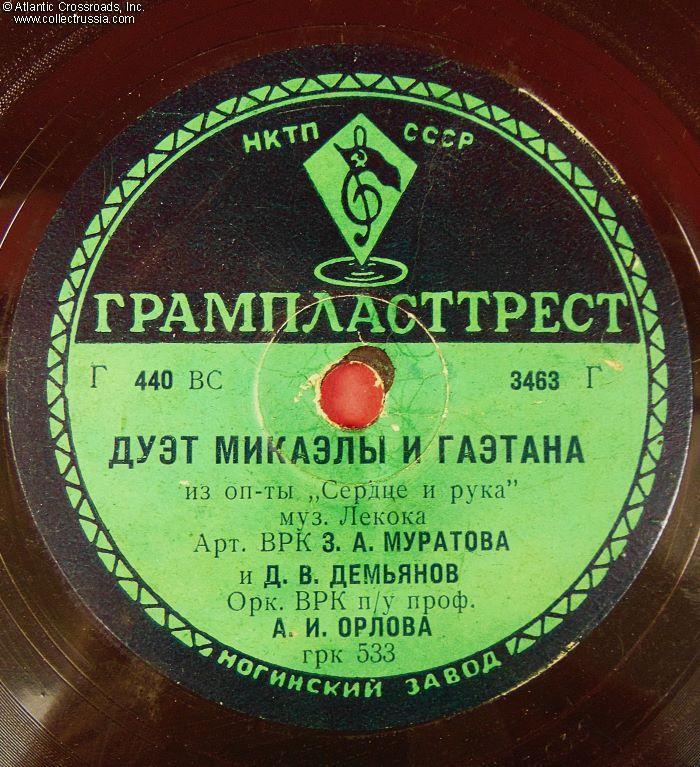 © Atlantic Crossroads, Inc.
www.collectrussia.com
НКТП СССР
ГРАМПЛАСТТРЕСТ
Г 440 ВС 3463 Г
ДУЭТ МИКАЭЛЫ И ГАЭТАНА
из оп-ты „Сердце и рука"
муз. Лекока
Арт. ВРК З. А. МУРАТОВА
и Д. В. ДЕМЬЯНОВ
Орк. ВРК п/у проф.
А. И. ОРЛОВА
грк 533
НОГИНСКИЙ ЗАВОД